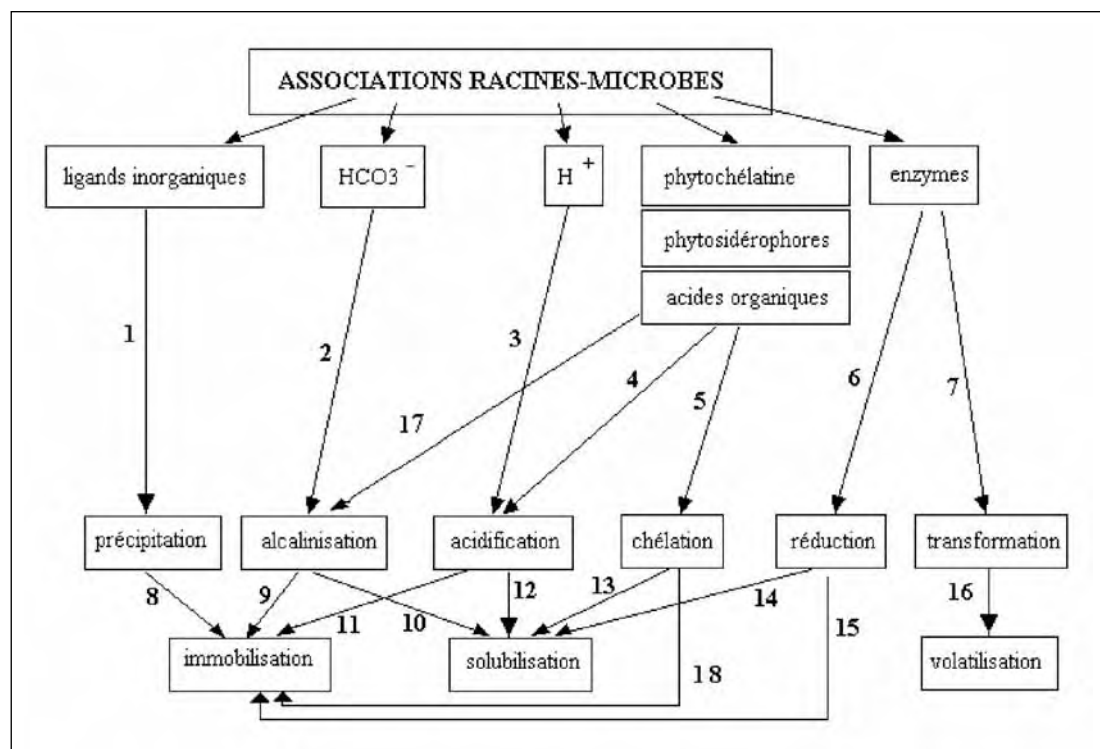 ASSOCIATIONS RACINES-MICROBES
ligands inorganiques
HCO3 -
H +
phytochélatine
enzymes
phytosidérophores
acides organiques
1
2
3
4
5
6
7
17
précipitation
alcalinisation
acidification
chélation
réduction
transformation
8
9
11
10
12
13
14
15
16
immobilisation
solubilisation
18
volatilisation